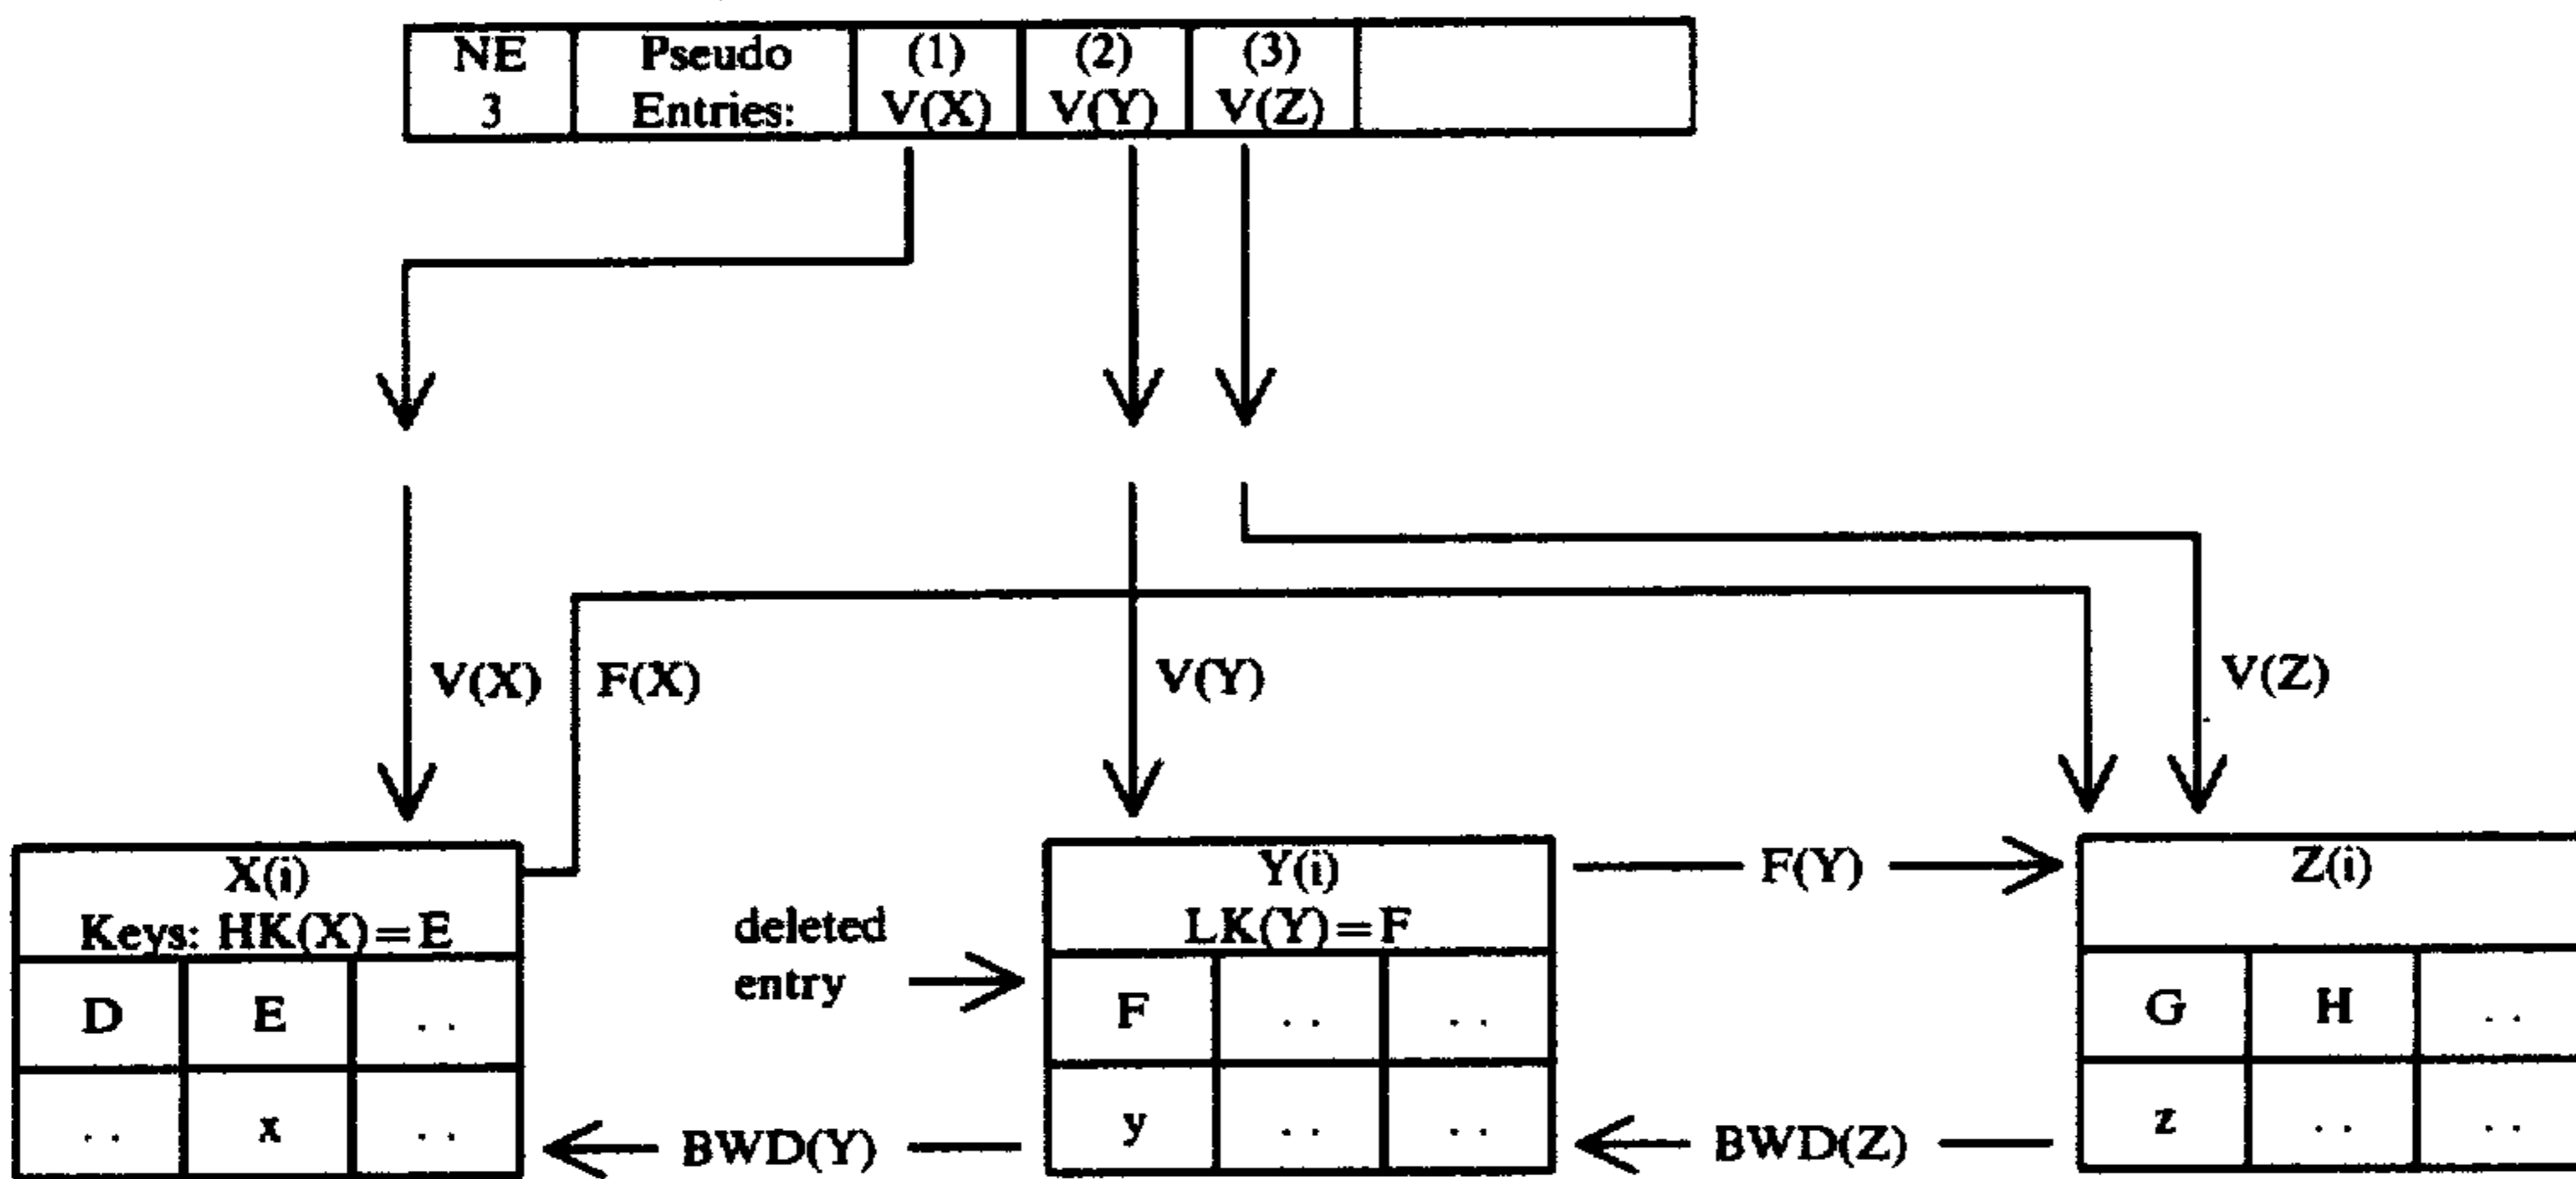 NE Pseudo (1) (2) (3)
3 Entries: V(X) V(Y) V(Z)
V(X) F(X) V(Y) V(Z)
X(i)
Keys: HK(X)=E
D E . .
. . x . .
deleted
entry
BWD(Y)
Y(i)
LK(Y)=F
F . . . .
y . . . .
F(Y)
BWD(Z)
Z(i)
G H . .
z . . . .